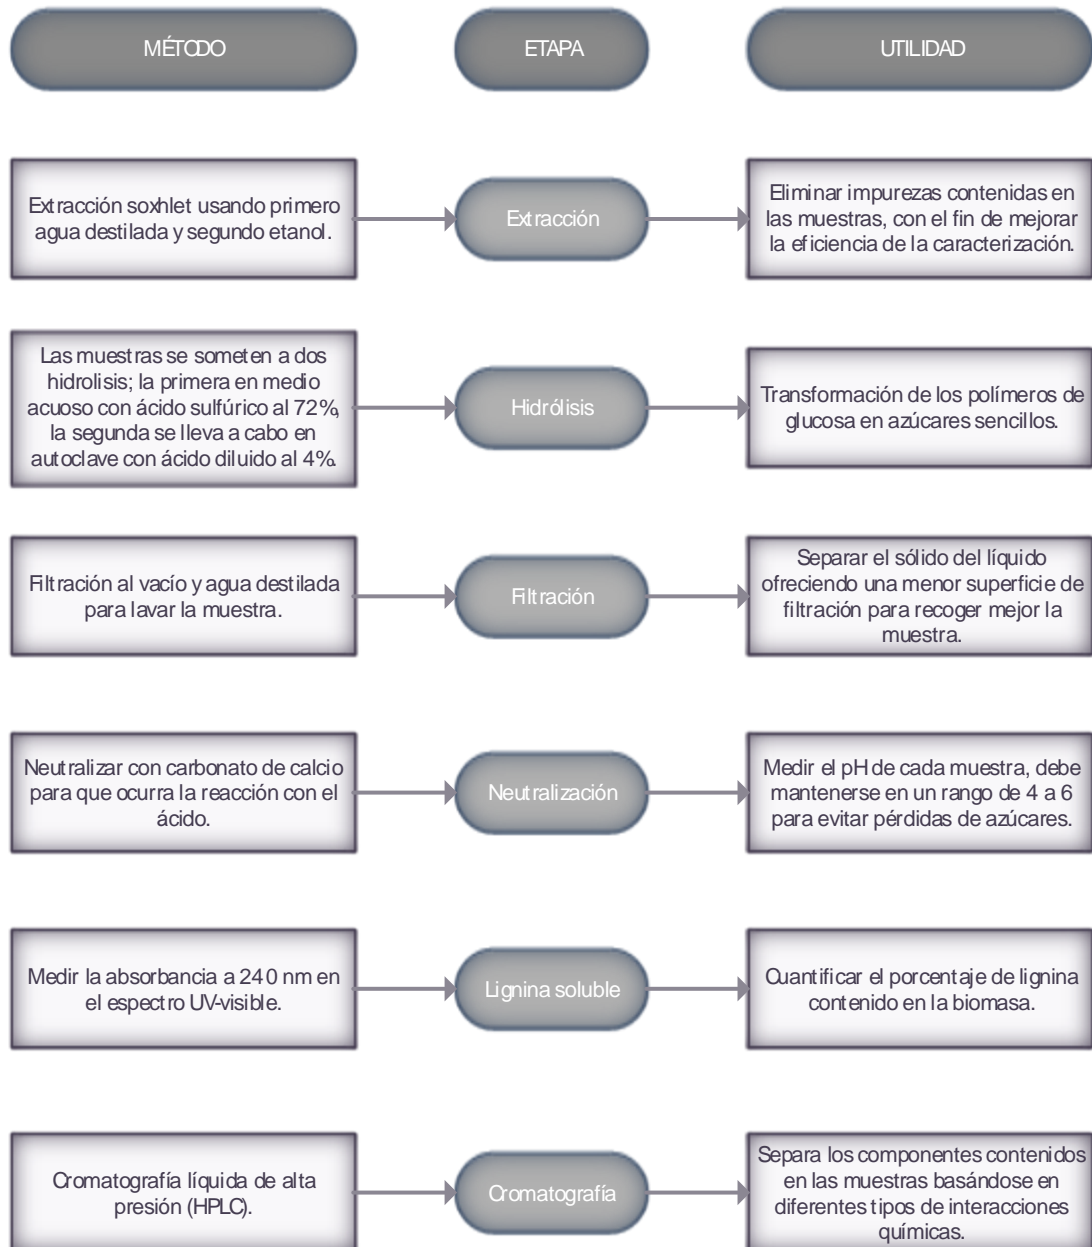 MÉTODO
ETAPA
UTILIDAD
Extracción soxhlet usando primero
agua destilada y segundo etanol.
Extracción
Eliminar impurezas contenidas en
las muestras, con el fin de mejorar
la eficiencia de la caracterización.
Las muestras se someten a dos
hidrolisis; la primera en medio
acuoso con ácido sulfúrico al 72%,
la segunda se lleva a cabo en
autoclave con ácido diluido al 4%.
Hidrólisis
Transformación de los polímeros de
glucosa en azúcares sencillos.
Filtración al vacío y agua destilada
para lavar la muestra.
Filtración
Separar el sólido del líquido
ofreciendo una menor superficie de
filtración para recoger mejor la
muestra.
Neutralizar con carbonato de calcio
para que ocurra la reacción con el
ácido.
Neutralización
Medir el pH de cada muestra, debe
mantenerse en un rango de 4 a 6
para evitar pérdidas de azúcares.
Medir la absorbancia a 240 nm en
el espectro UV-visible.
Lignina soluble
Cuantificar el porcentaje de lignina
contenido en la biomasa.
Cromatografía líquida de alta
presión (HPLC).
Cromatografía
Separa los componentes contenidos
en las muestras basándose en
diferentes tipos de interacciones
químicas.